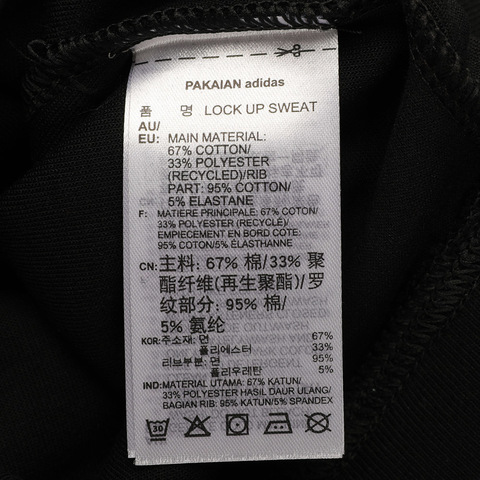 PAKAIAN adidas
품 명 LOCK UP SWEAT
AU/
EU: MAIN MATERIAL:
67% COTTON/
33% POLYESTER
(RECYCLED)/RIB
PART: 95% COTTON/
5% ELASTANE
F: MATIERE PRINCIPALE: 67% COTON/
33% POLYESTER (RECYCLÉ)/
EMPIECEMENT EN BORD CÔTE:
95% COTON/5% ÉLASTHANNE
CN: 主料: 67% 棉/33% 聚
酯纤维(再生聚酯)/罗
纹部分: 95% 棉/
5% 氨纶
KOR: 주소재: 면 67%
폴리에스터 33%
리브부분: 면 95%
폴리우레탄 5%
IND: MATERIAL UTAMA: 67% KATUN/
33% POLYESTER HASIL DAUR ULANG/
BAGIAN RIB: 95% KATUN/5% SPANDEX
30